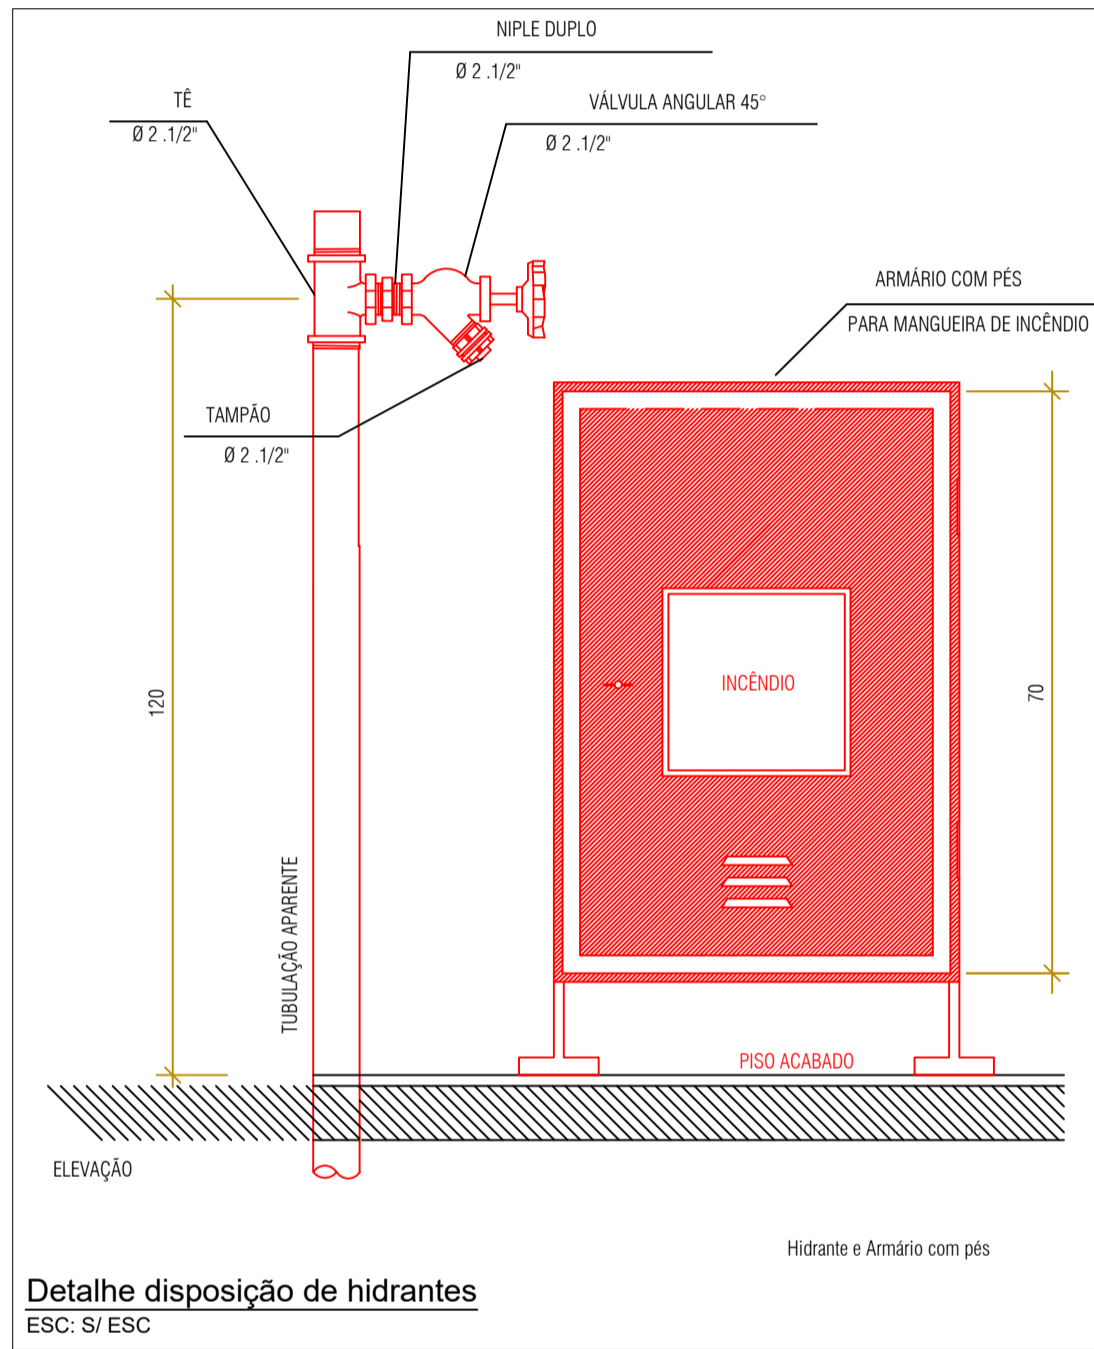 NIPLE DUPLO
Ø 2 .1/2"
TÊ
Ø 2 .1/2"
VÁLVULA ANGULAR 45°
Ø 2 .1/2"
ARMÁRIO COM PÉS
PARA MANGUEIRA DE INCÊNDIO
TAMPÃO
Ø 2 .1/2"
120
INCÊNDIO
70
TUBULAÇÃO APARENTE
PISO ACABADO
ELEVAÇÃO
Hidrante e Armário com pés
Detalhe disposição de hidrantes
ESC: S/ ESC